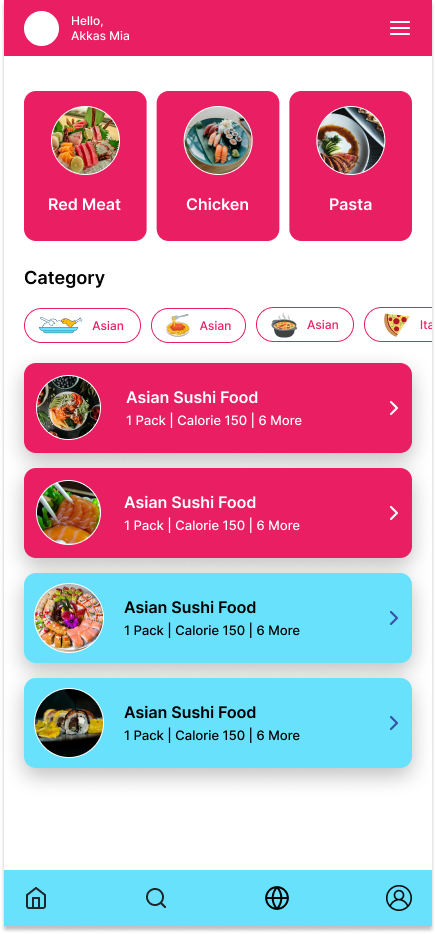 Hello,
Akkas Mia
Red Meat
Chicken
Pasta
Category
Asian
Asian
Asian
Ita
Asian Sushi Food
1 Pack | Calorie 150 | 6 More
Asian Sushi Food
1 Pack | Calorie 150 | 6 More
Asian Sushi Food
1 Pack | Calorie 150 | 6 More
Asian Sushi Food
1 Pack | Calorie 150 | 6 More